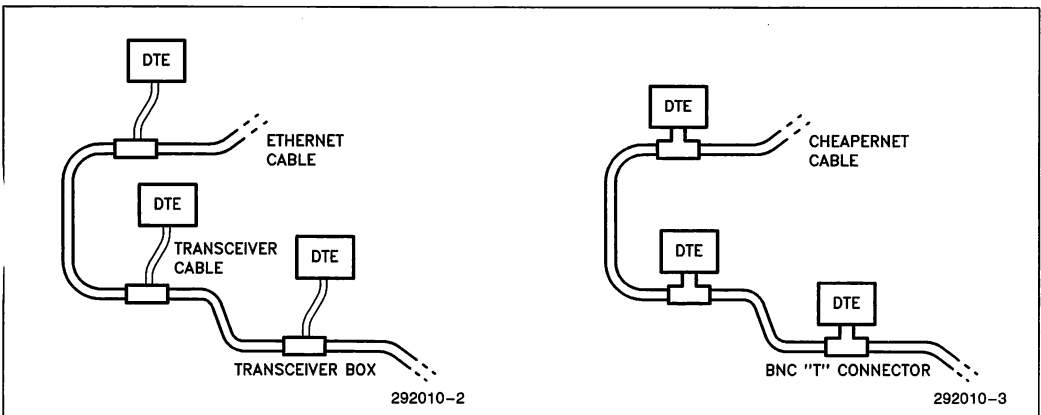 DTE
ETHERNET
CABLE
DTE
TRANSCEIVER
CABLE
DTE
TRANSCEIVER BOX
292010-2
DTE
CHEAPERNET
CABLE
DTE
DTE
BNC "T" CONNECTOR
292010-3